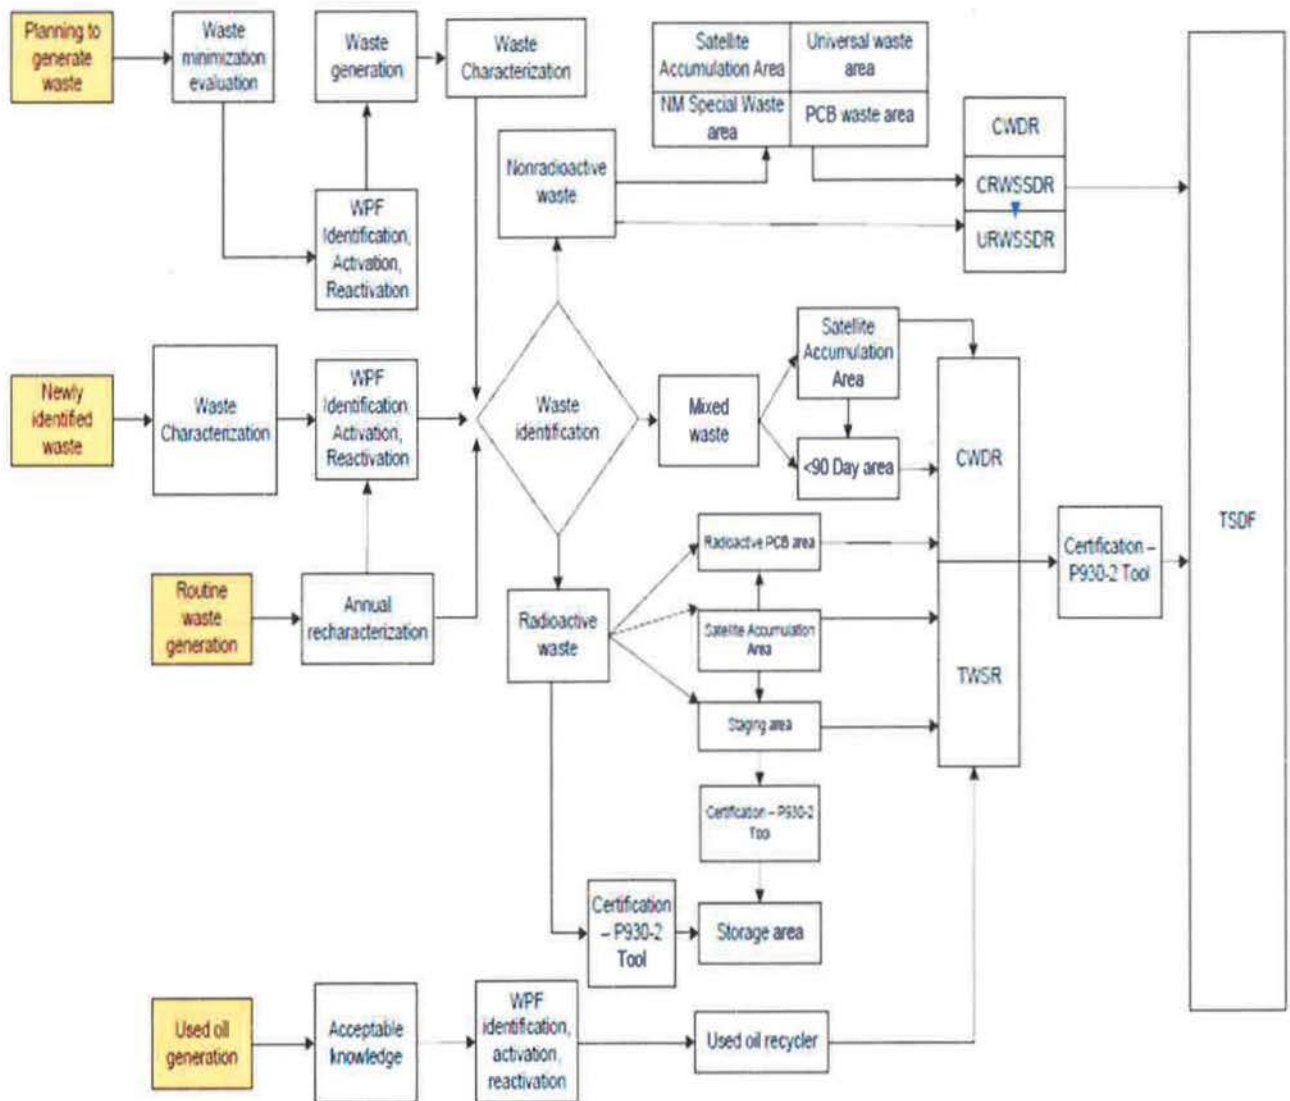 Planning to
generate
waste
Waste
minimization
evaluation
Waste
generation
Waste
Characterization
Satellite
Accumulation Area
Universal waste
area
NM Special Waste
area
PCB waste area
CWDR
CRWSSDR
URWSSDR
Nonradioactive
waste
WPF
Identification,
Activation,
Reactivation
Newly
identified
waste
Waste
Characterization
WPF
Identification
Activation,
Reactivation
Waste
identification
Mixed
waste
Satellite
Accumulation
Area
<90 Day area
CWDR
TWSR
Certification –
P930-2 Tool
TSDF
Routine
waste
generation
Annual
recharacterization
Radioactive
waste
Radioactive PCB area
Satellite Accumulation
Area
Staging area
Certification – P930-2
Tool
Certification
– P930-2
Tool
Storage area
Used oil
generation
Acceptable
knowledge
WPF
identification,
activation,
reactivation
Used oil recycler